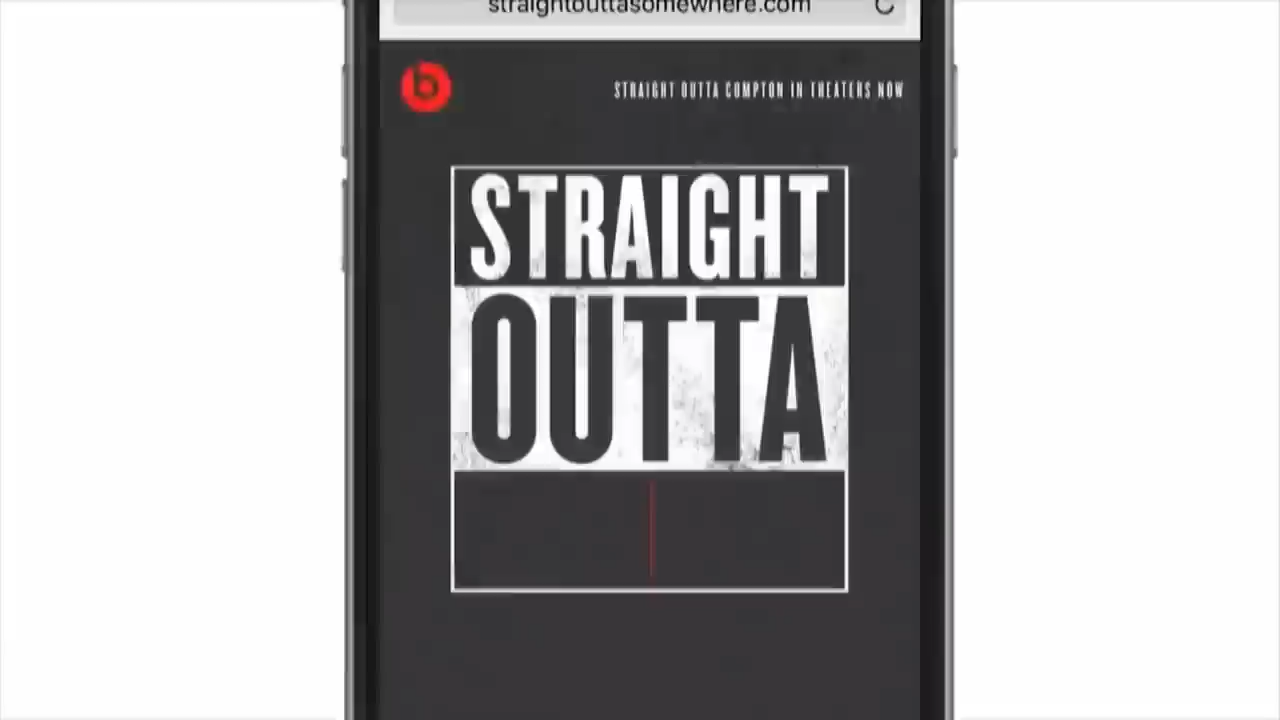 straightouttasomewhere.com
b
STRAIGHT OUTTA COMPTON IN THEATERS NOW
STRAIGHT
OUTTA